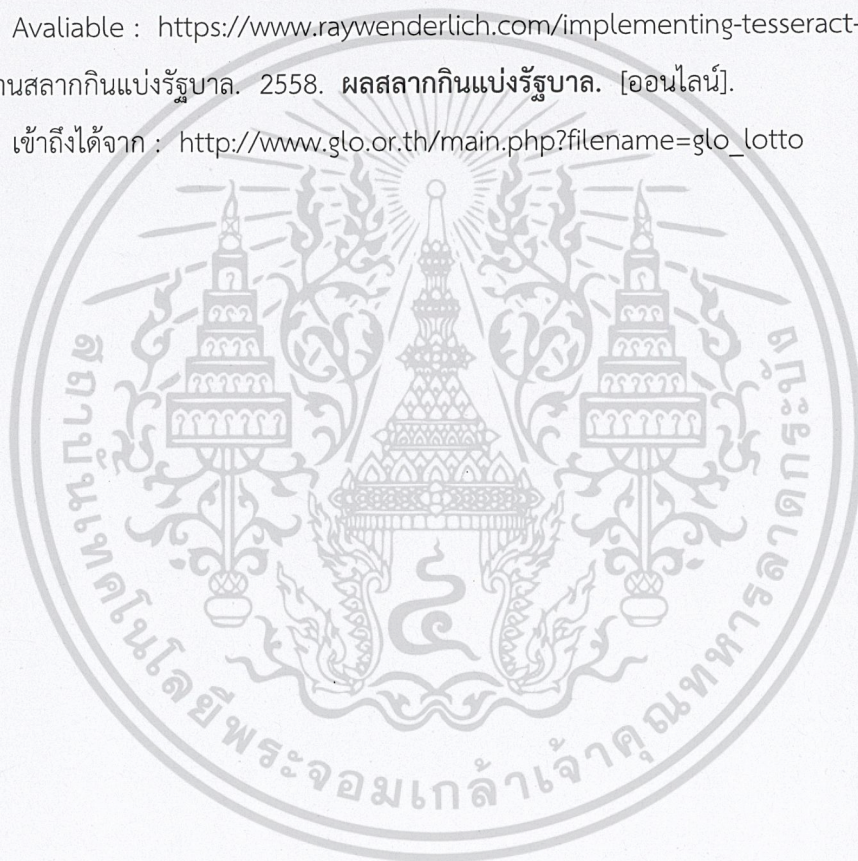 Avaliable : https://www.raywenderlich.com/implementing-tesseract-
านสลากกินแบ่งรัฐบาล. 2558. ผลสลากกินแบ่งรัฐบาล. [ออนไลน์].
เข้าถึงได้จาก : http://www.glo.or.th/main.php?filename=glo_lotto
๔
สถาบันเทคโนโลยีพระจอมเกล้าเจ้าคุณทหารลาดกระบัง